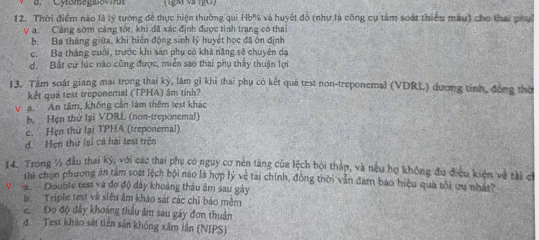 d. Cytomegalovirus (IgM và IgG)
12. Thời điểm nào là lý tưởng để thực hiện thường qui Hb% và huyết đồ (như là công cụ tầm soát thiếu máu) cho thai phụ
v a. Càng sớm càng tốt, khi đã xác định được tình trạng có thai
b. Ba tháng giữa, khi biến động sinh lý huyết học đã ổn định
c. Ba tháng cuối, trước khi sản phụ có khả năng sẽ chuyển dạ
d. Bất cứ lúc nào cũng được, miễn sao thai phụ thấy thuận lợi
13. Tầm soát giang mai trong thai kỳ, làm gì khi thai phụ có kết quả test non-treponemal (VDRL) dương tính, đồng thờ
kết quả test treponemal (TPHA) âm tính?
v a. An tâm, không cần làm thêm test khác
b. Hẹn thử lại VDRL (non-treponemal)
c. Hẹn thử lại TPHA (treponemal)
d. Hẹn thử lại cả hai test trên
14. Trong ½ đầu thai kỳ, với các thai phụ có nguy cơ nền tảng của lệch bội thấp, và nếu họ không đủ điều kiện về tài c
thì chọn phương án tầm soát lệch bội nào là hợp lý về tài chính, đồng thời vẫn đảm bảo hiệu quả tối ưu nhất?
v a. Double test và đo độ dày khoảng thấu âm sau gáy
b. Triple test và siêu âm khảo sát các chỉ báo mềm
c. Đo độ dày khoảng thấu âm sau gáy đơn thuần
d. Test khảo sát tiền sản không xâm lấn (NIPS)